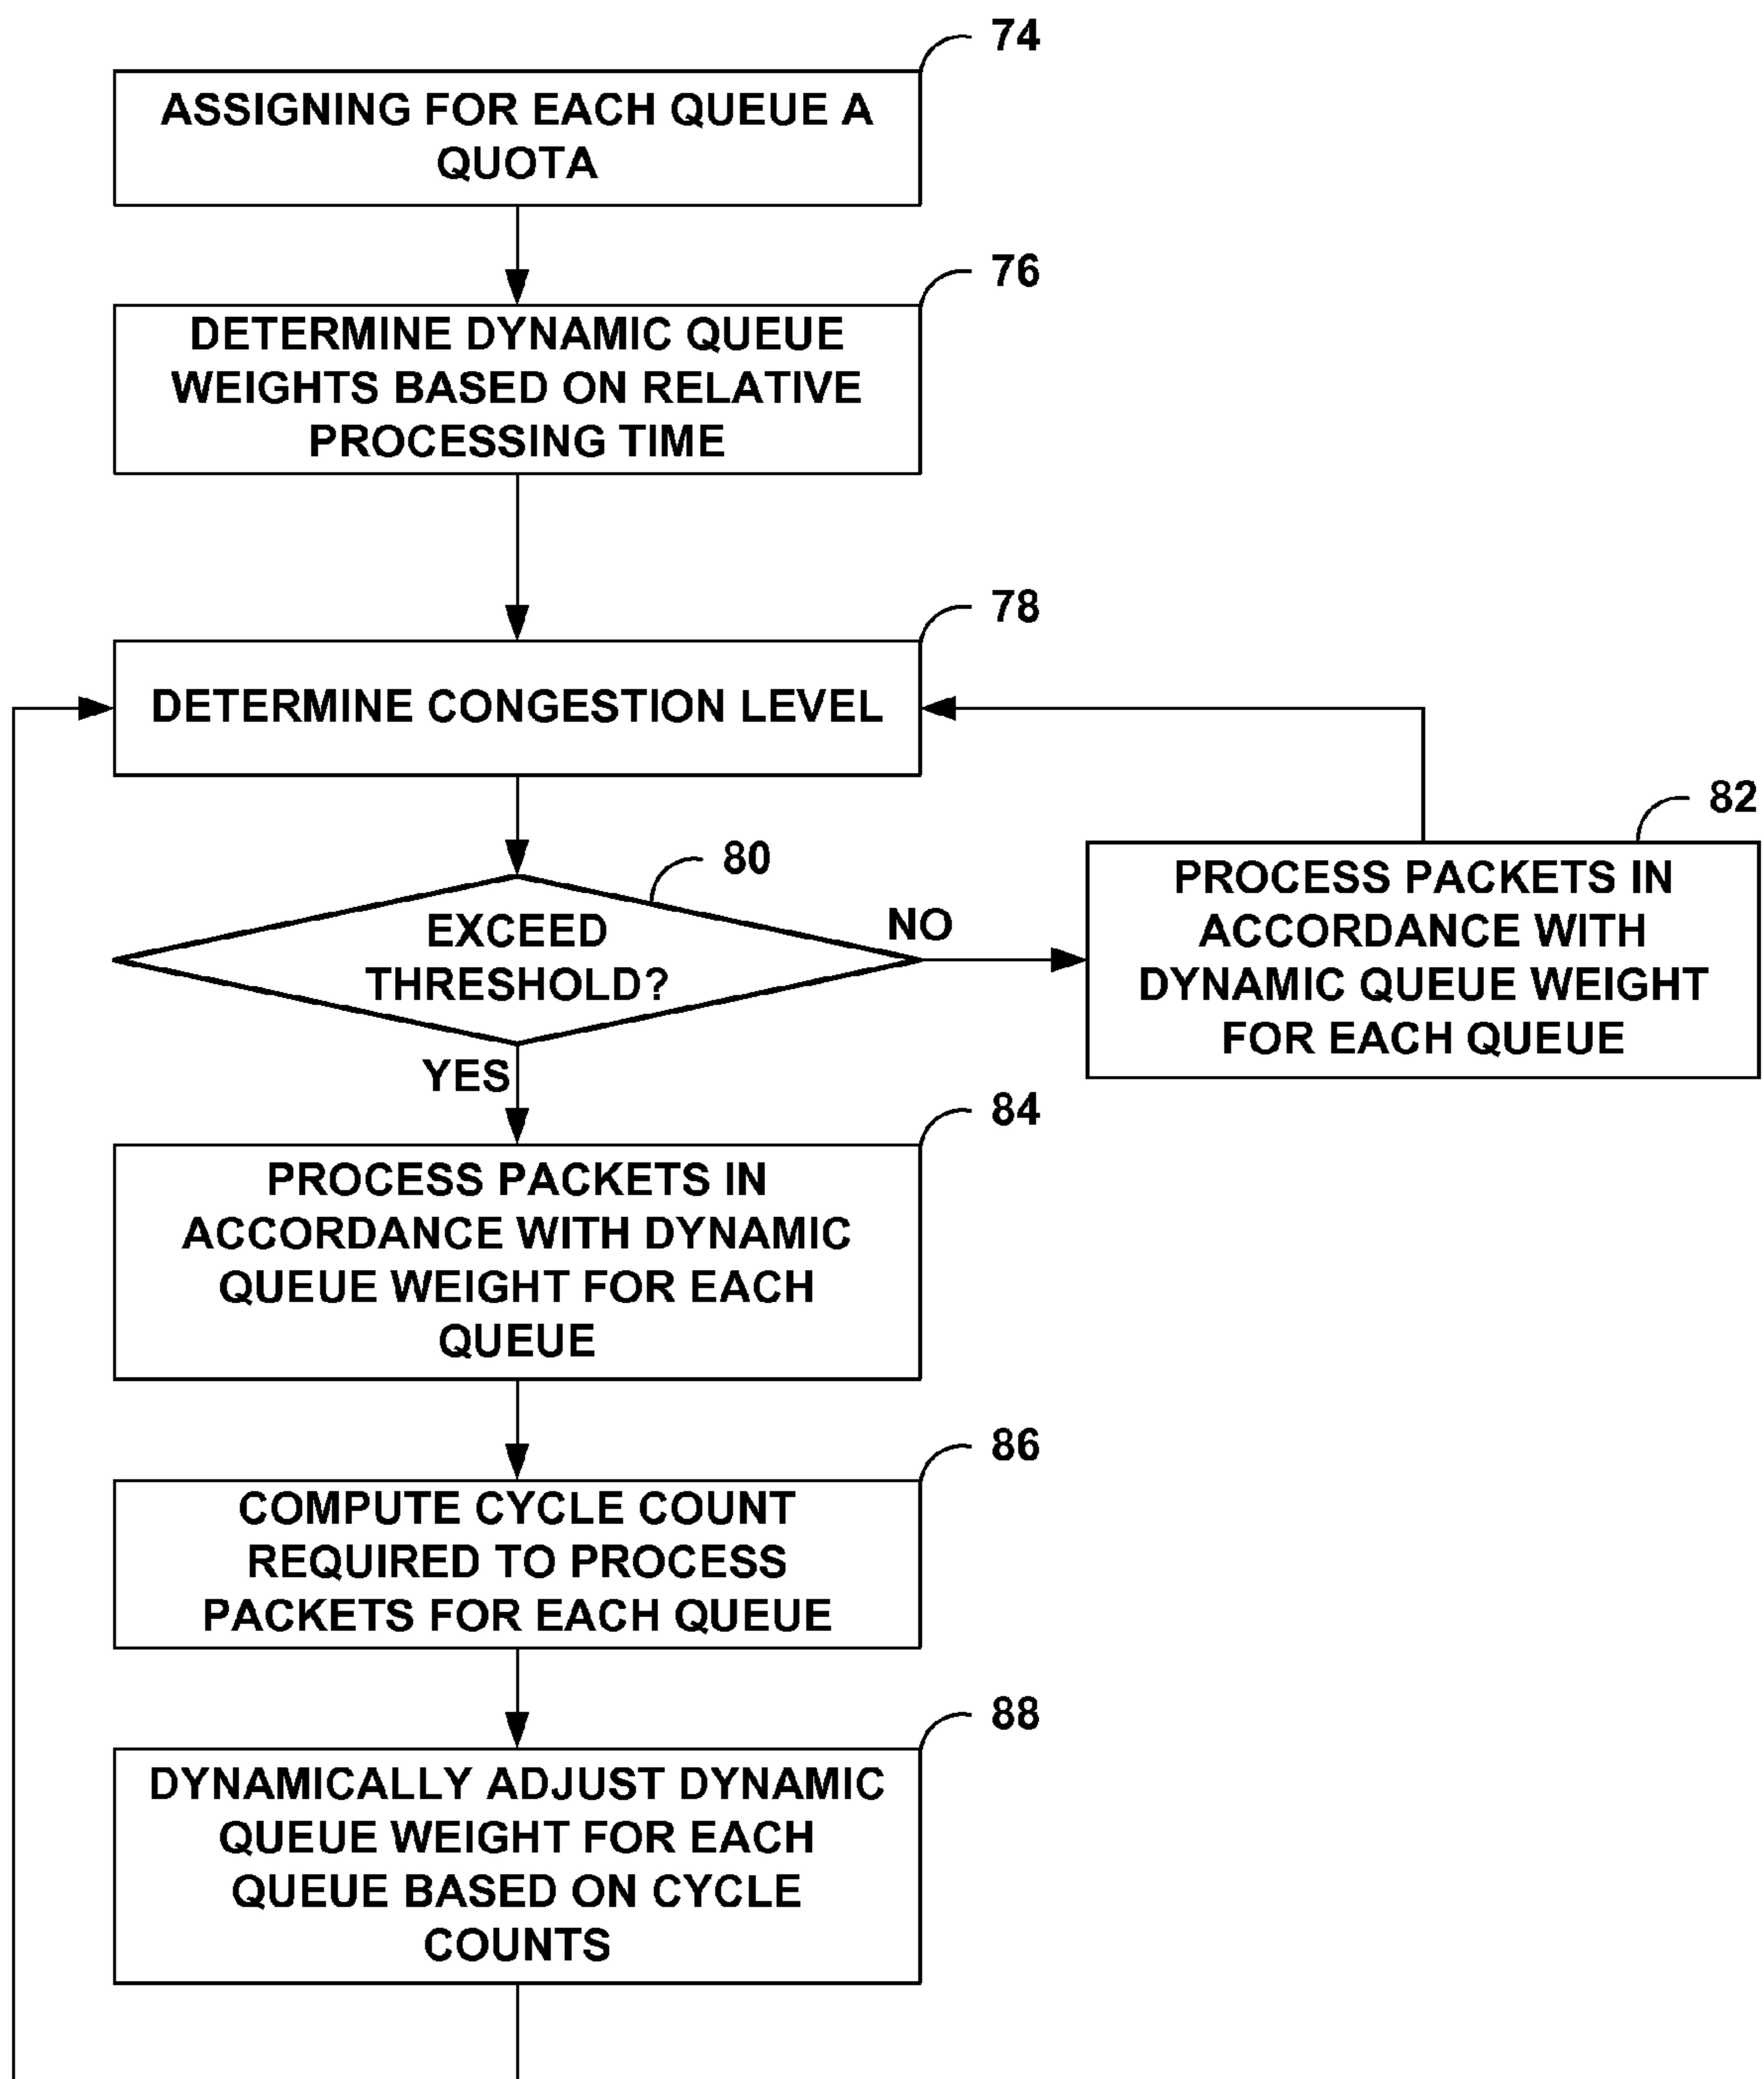 74
ASSIGNING FOR EACH QUEUE A
QUOTA
76
DETERMINE DYNAMIC QUEUE
WEIGHTS BASED ON RELATIVE
PROCESSING TIME
78
DETERMINE CONGESTION LEVEL
80
EXCEED
THRESHOLD?
NO
82
PROCESS PACKETS IN
ACCORDANCE WITH
DYNAMIC QUEUE WEIGHT
FOR EACH QUEUE
YES
84
PROCESS PACKETS IN
ACCORDANCE WITH DYNAMIC
QUEUE WEIGHT FOR EACH
QUEUE
86
COMPUTE CYCLE COUNT
REQUIRED TO PROCESS
PACKETS FOR EACH QUEUE
88
DYNAMICALLY ADJUST DYNAMIC
QUEUE WEIGHT FOR EACH
QUEUE BASED ON CYCLE
COUNTS